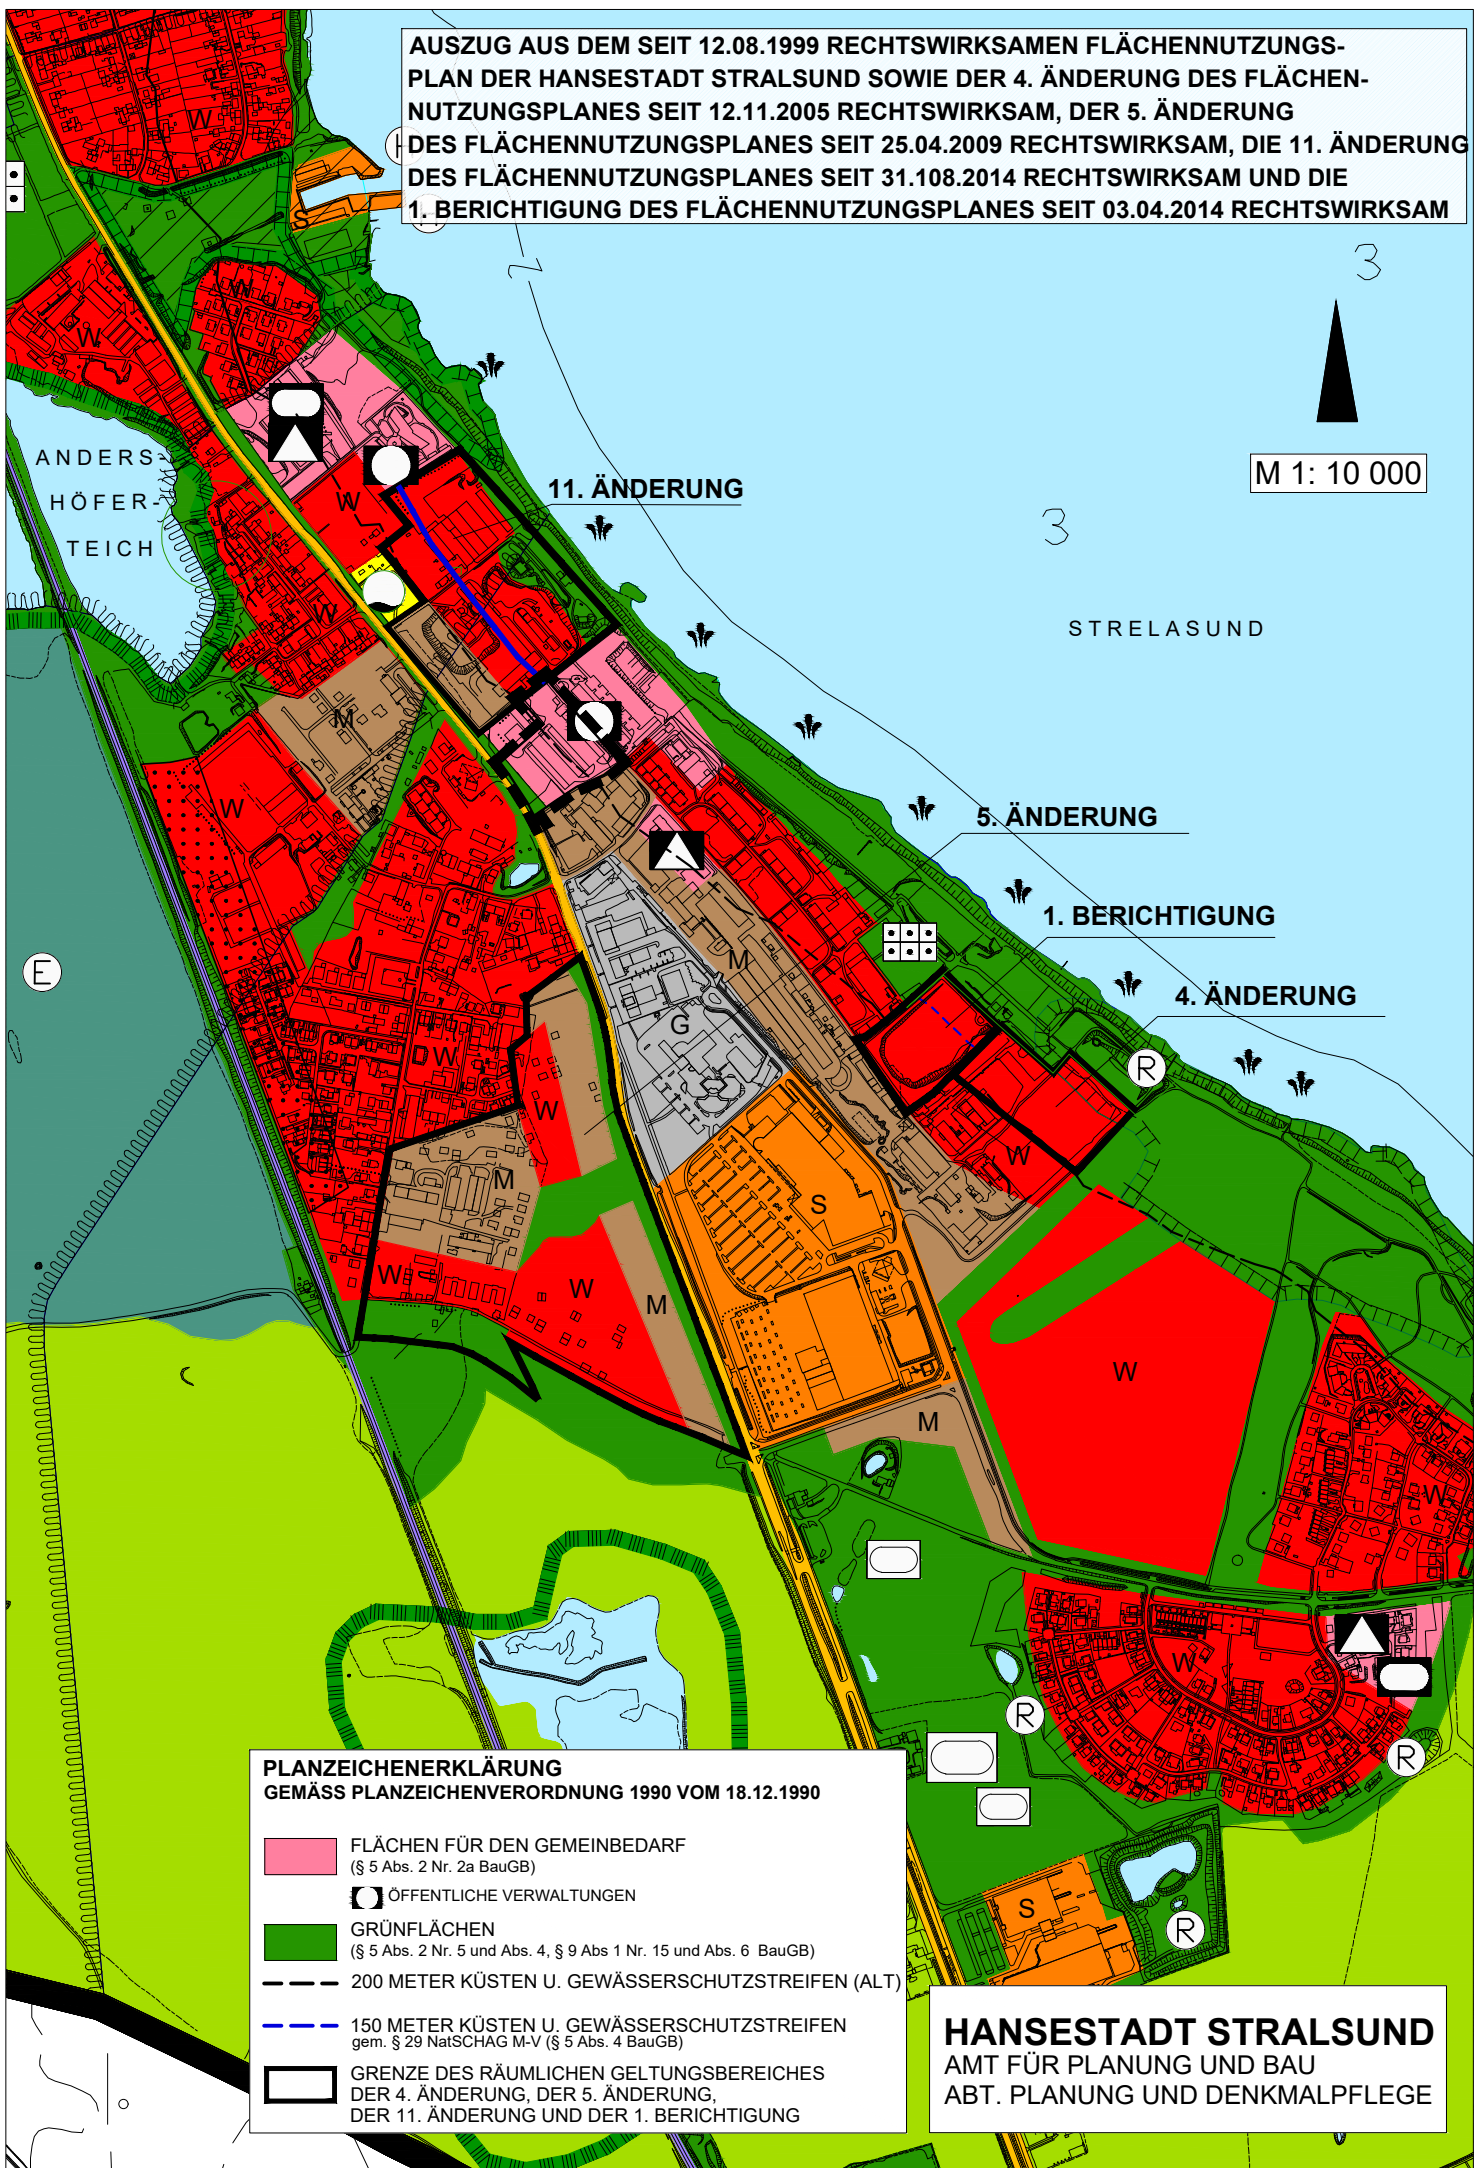 AUSZUG AUS DEM SEIT 12.08.1999 RECHTSWIRKSAMEN FLÄCHENNUTZUNGS-
PLAN DER HANSESTADT STRALSUND SOWIE DER 4. ÄNDERUNG DES FLÄCHEN-
NUTZUNGSPLANES SEIT 12.11.2005 RECHTSWIRKSAM, DER 5. ÄNDERUNG
DES FLÄCHENNUTZUNGSPLANES SEIT 25.04.2009 RECHTSWIRKSAM, DIE 11. ÄNDERUNG
DES FLÄCHENNUTZUNGSPLANES SEIT 31.108.2014 RECHTSWIRKSAM UND DIE
1. BERICHTIGUNG DES FLÄCHENNUTZUNGSPLANES SEIT 03.04.2014 RECHTSWIRKSAM
W
H
S
H
W
W
2
3
M 1: 10 000
ANDERS-
HÖFER-
TEICH
W
11. ÄNDERUNG
3
W
STRELASUND
M
W
5. ÄNDERUNG
1. BERICHTIGUNG
M
E
4. ÄNDERUNG
G
W
R
W
W
M
S
W
W
M
W
M
W
W
R
R
S
R
PLANZEICHENERKLÄRUNG
GEMÄSS PLANZEICHENVERORDNUNG 1990 VOM 18.12.1990
FLÄCHEN FÜR DEN GEMEINBEDARF
(§ 5 Abs. 2 Nr. 2a BauGB)
ÖFFENTLICHE VERWALTUNGEN
GRÜNFLÄCHEN
(§ 5 Abs. 2 Nr. 5 und Abs. 4, § 9 Abs 1 Nr. 15 und Abs. 6 BauGB)
200 METER KÜSTEN U. GEWÄSSERSCHUTZSTREIFEN (ALT)
150 METER KÜSTEN U. GEWÄSSERSCHUTZSTREIFEN
gem. § 29 NatSCHAG M-V (§ 5 Abs. 4 BauGB)
GRENZE DES RÄUMLICHEN GELTUNGSBEREICHES
DER 4. ÄNDERUNG, DER 5. ÄNDERUNG,
DER 11. ÄNDERUNG UND DER 1. BERICHTIGUNG
HANSESTADT STRALSUND
AMT FÜR PLANUNG UND BAU
ABT. PLANUNG UND DENKMALPFLEGE